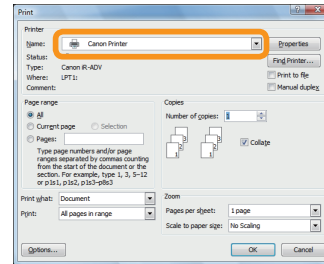 Print
Printer
Name: Canon Printer Properties
Status: Find Printer...
Type: Canon iR-ADV
Where: LPT1: Print to file
Comment: Manual duplex
Page range
All
Current page Selection
Pages:
Type page numbers and/or page
ranges separated by commas counting
from the start of the document or the
section. For example, type 1, 3, 5–12
or p1s1, p1s2, p1s3–p8s3
Copies
Number of copies: 1
Collate
Print what: Document
Print: All pages in range
Zoom
Pages per sheet: 1 page
Scale to paper size: No Scaling
Options... OK Cancel